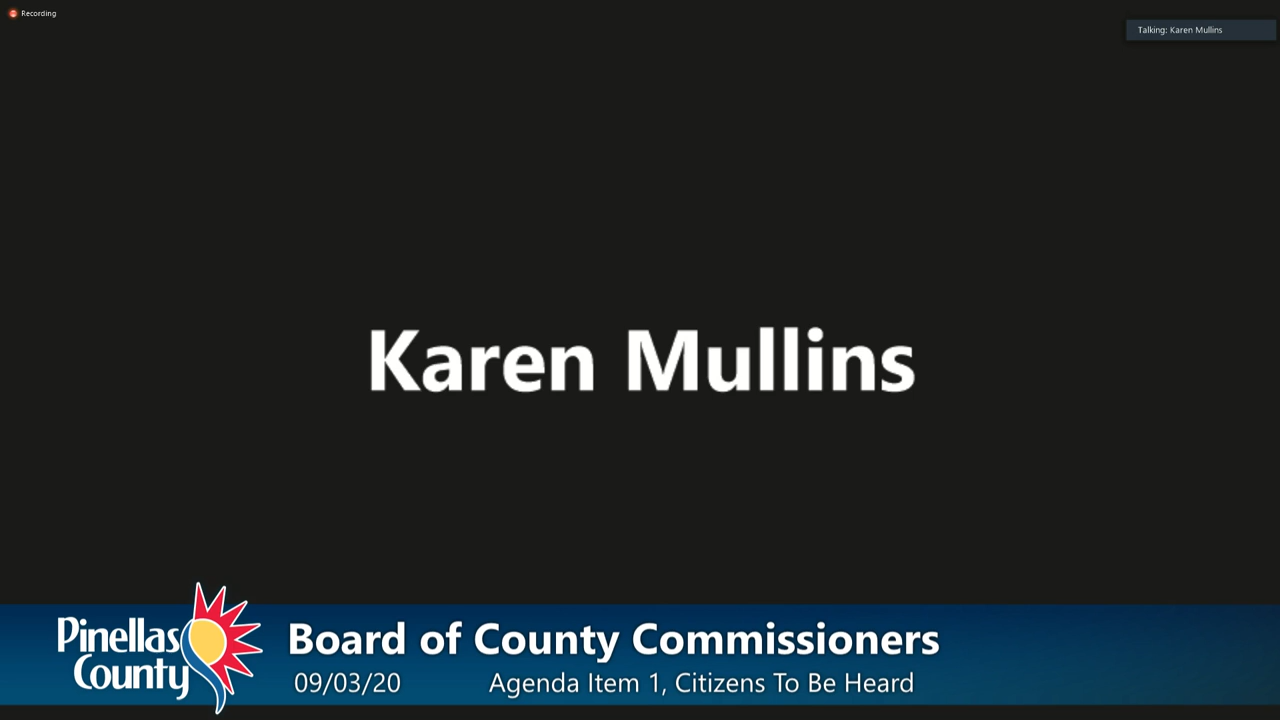 Recording
Talking: Karen Mullins
Karen Mullins
Pinellas
County
Board of County Commissioners
09/03/20 Agenda Item 1, Citizens To Be Heard